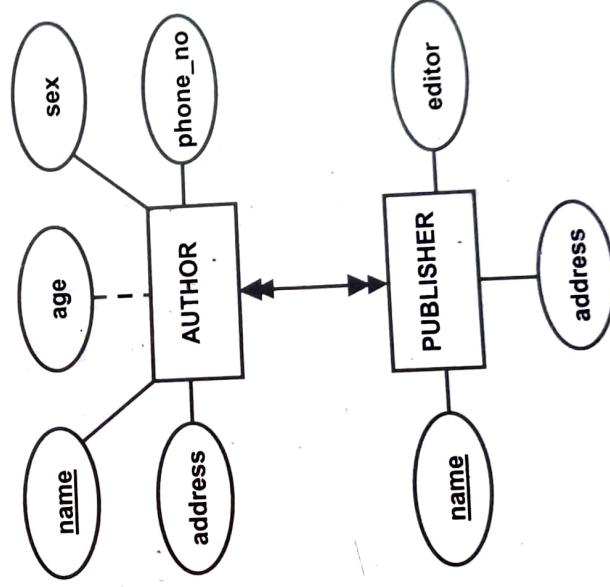 name
age
sex
address
AUTHOR
phone_no
name
PUBLISHER
editor
address